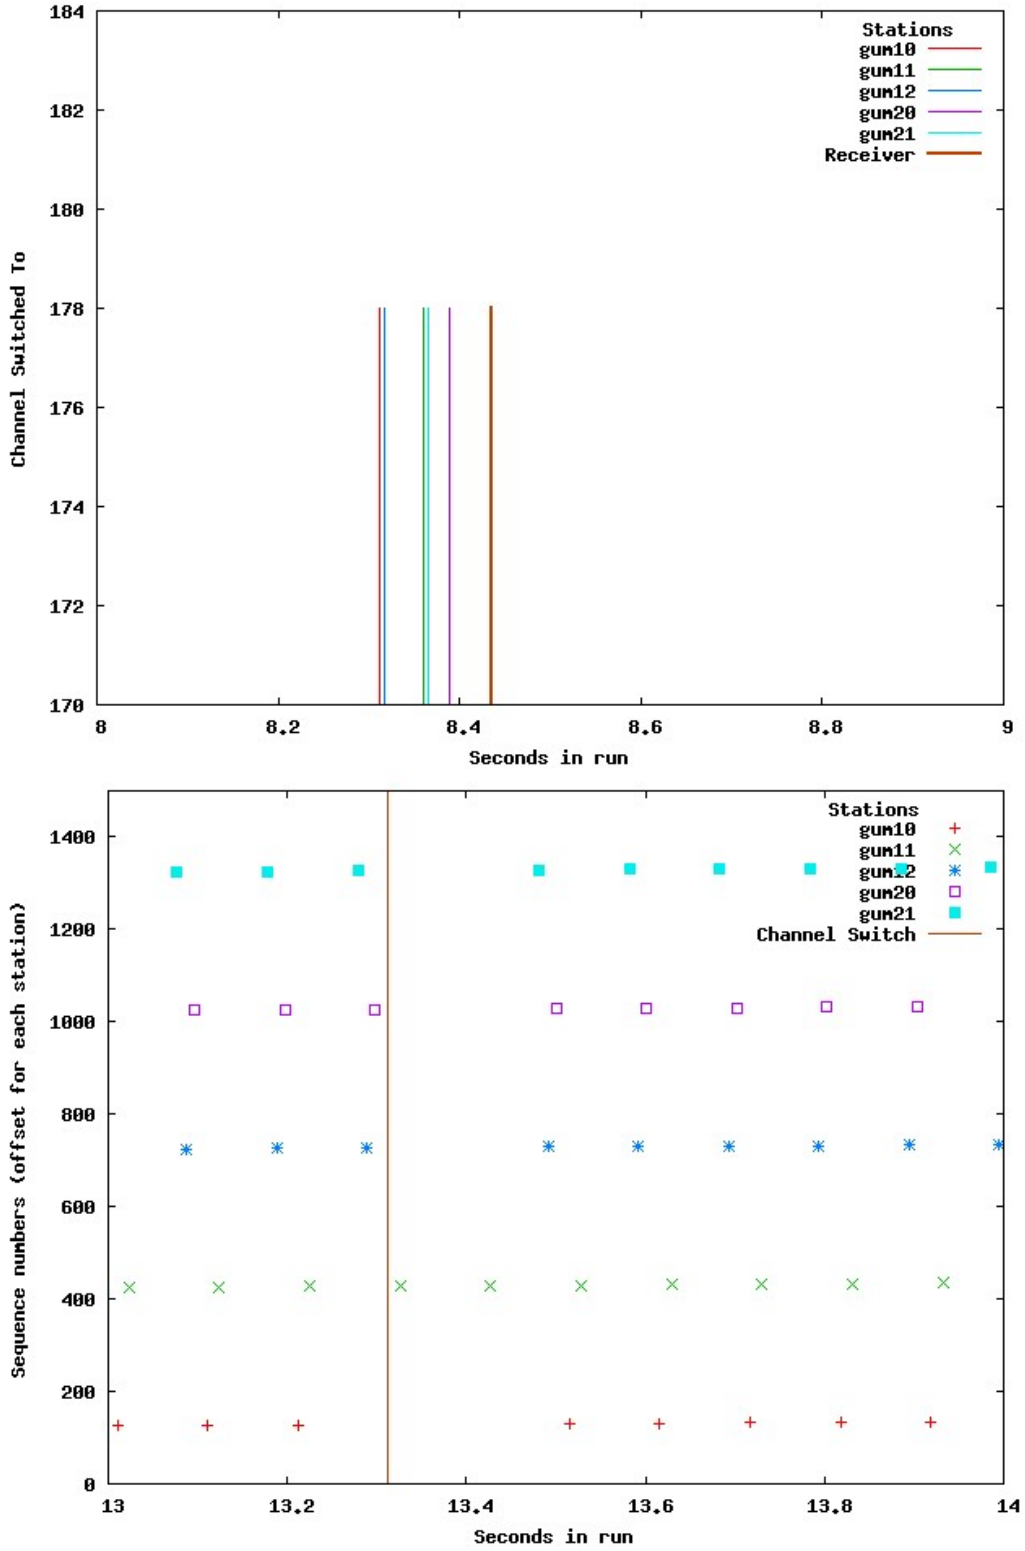 184
182
180
178
176
174
172
170
Channel Switched To
Stations
gum10
gum11
gum12
gum20
gum21
Receiver
8 8.2 8.4 8.6 8.8 9
Seconds in run
1400
1200
1000
800
600
400
200
0
Sequence numbers (offset for each station)
Stations
gum10
gum11
gum12
gum20
gum21
Channel Switch
13 13.2 13.4 13.6 13.8 14
Seconds in run